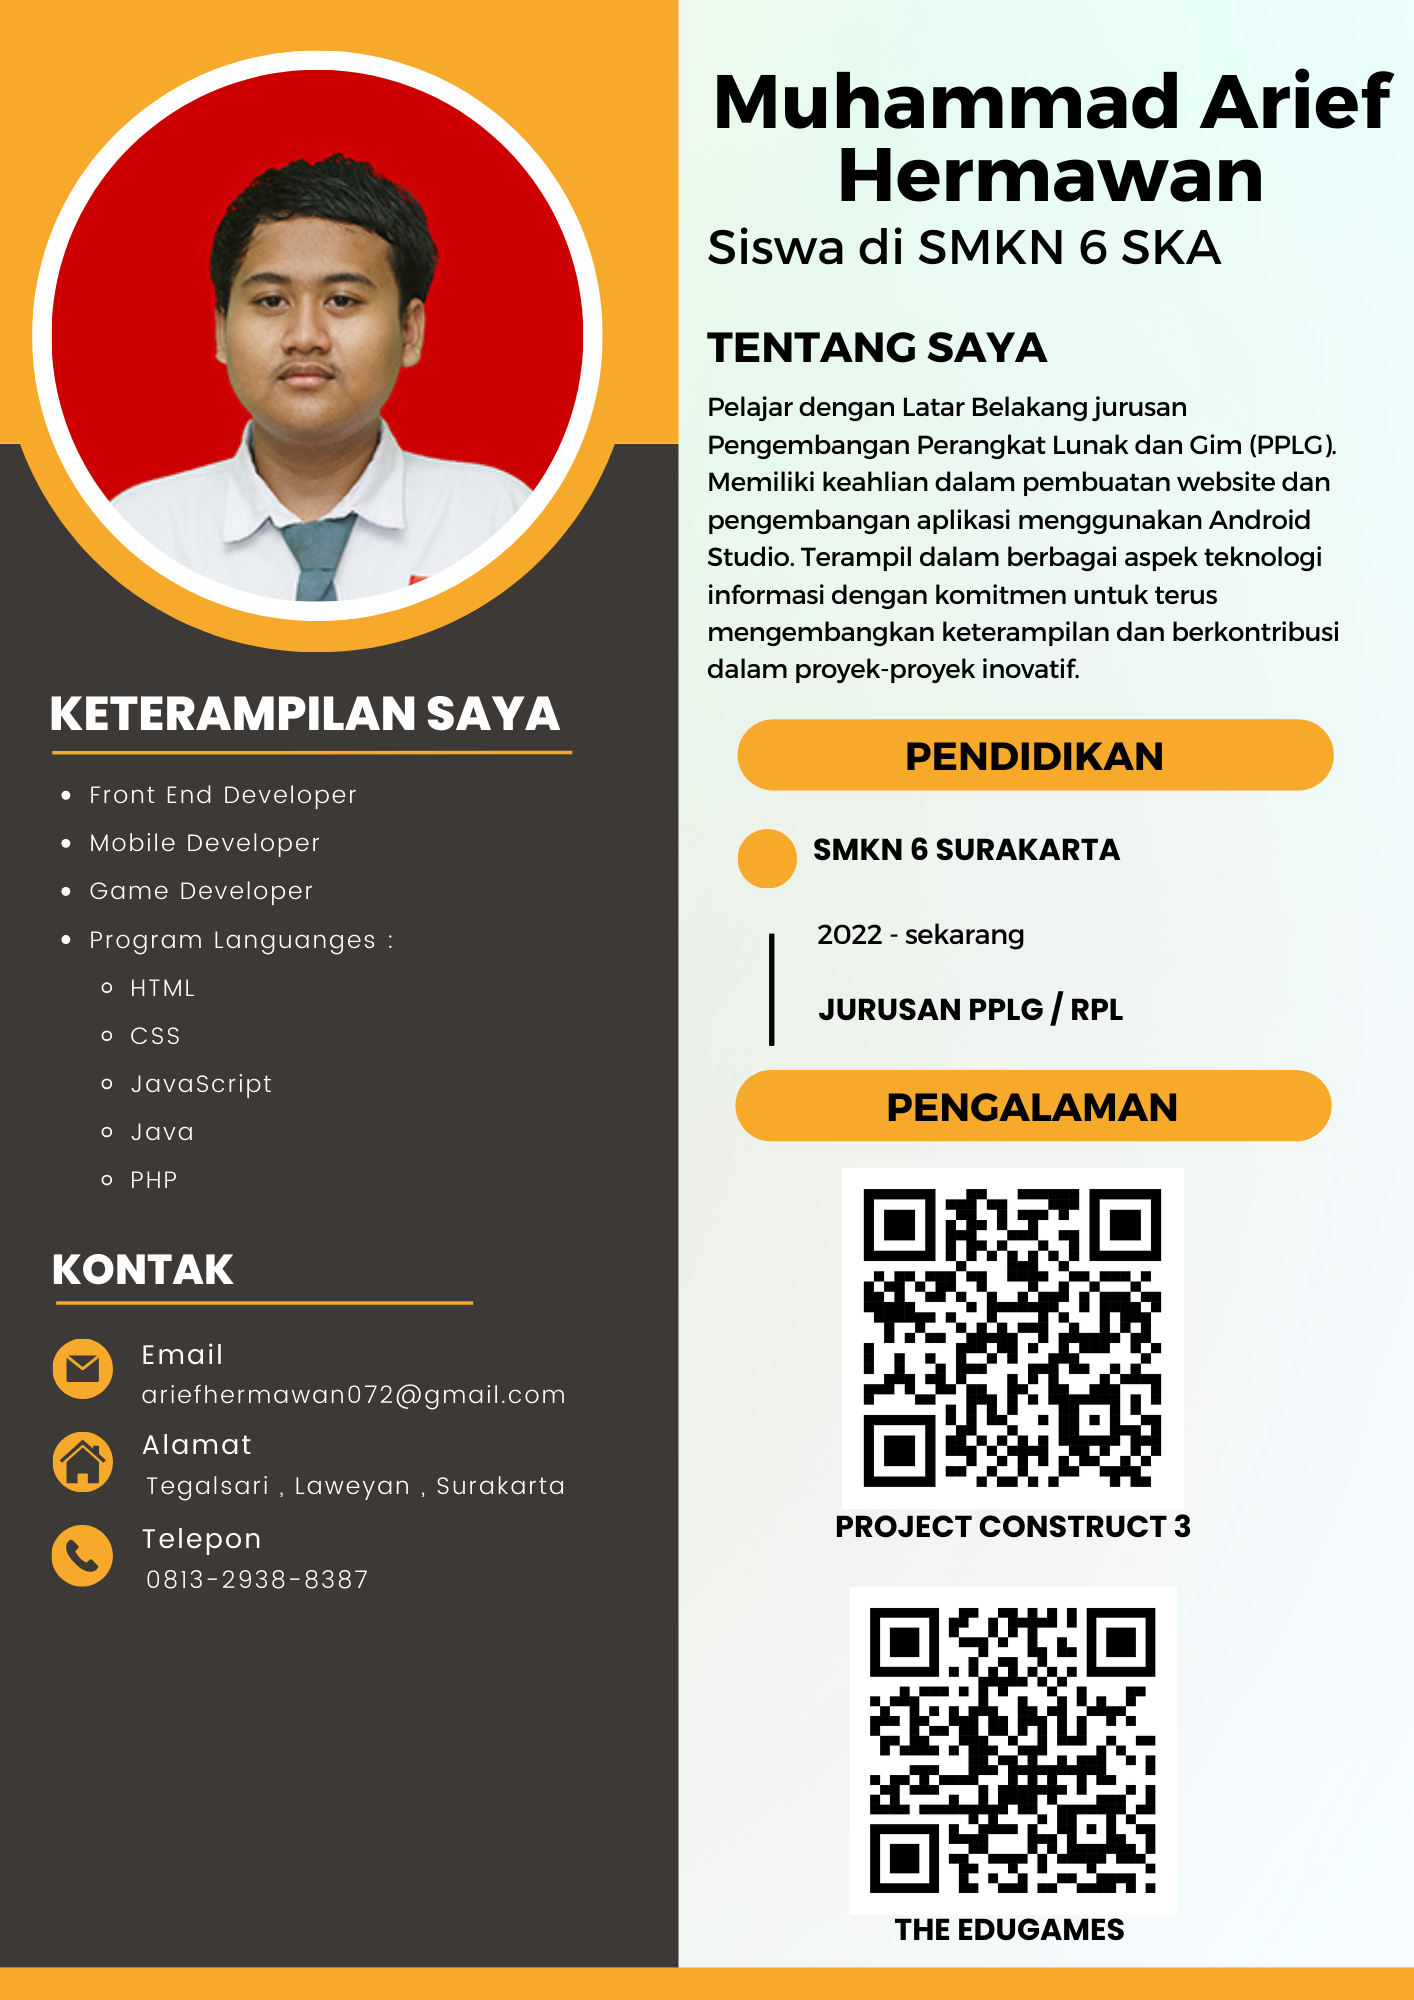 Muhammad Arief
Hermawan
Siswa di SMKN 6 SKA
TENTANG SAYA
Pelajar dengan Latar Belakang jurusan
Pengembangan Perangkat Lunak dan Gim (PPLG).
Memiliki keahlian dalam pembuatan website dan
pengembangan aplikasi menggunakan Android
Studio. Terampil dalam berbagai aspek teknologi
informasi dengan komitmen untuk terus
mengembangkan keterampilan dan berkontribusi
dalam proyek-proyek inovatif.
KETERAMPILAN SAYA
• Front End Developer
• Mobile Developer
• Game Developer
• Program Languanges :
◦ HTML
◦ CSS
◦ JavaScript
◦ Java
◦ PHP
KONTAK
Email
ariefhermawan072@gmail.com
Alamat
Tegalsari , Laweyan , Surakarta
Telepon
0813-2938-8387
PENDIDIKAN
SMKN 6 SURAKARTA
2022 - sekarang
JURUSAN PPLG / RPL
PENGALAMAN
PROJECT CONSTRUCT 3
THE EDUGAMES